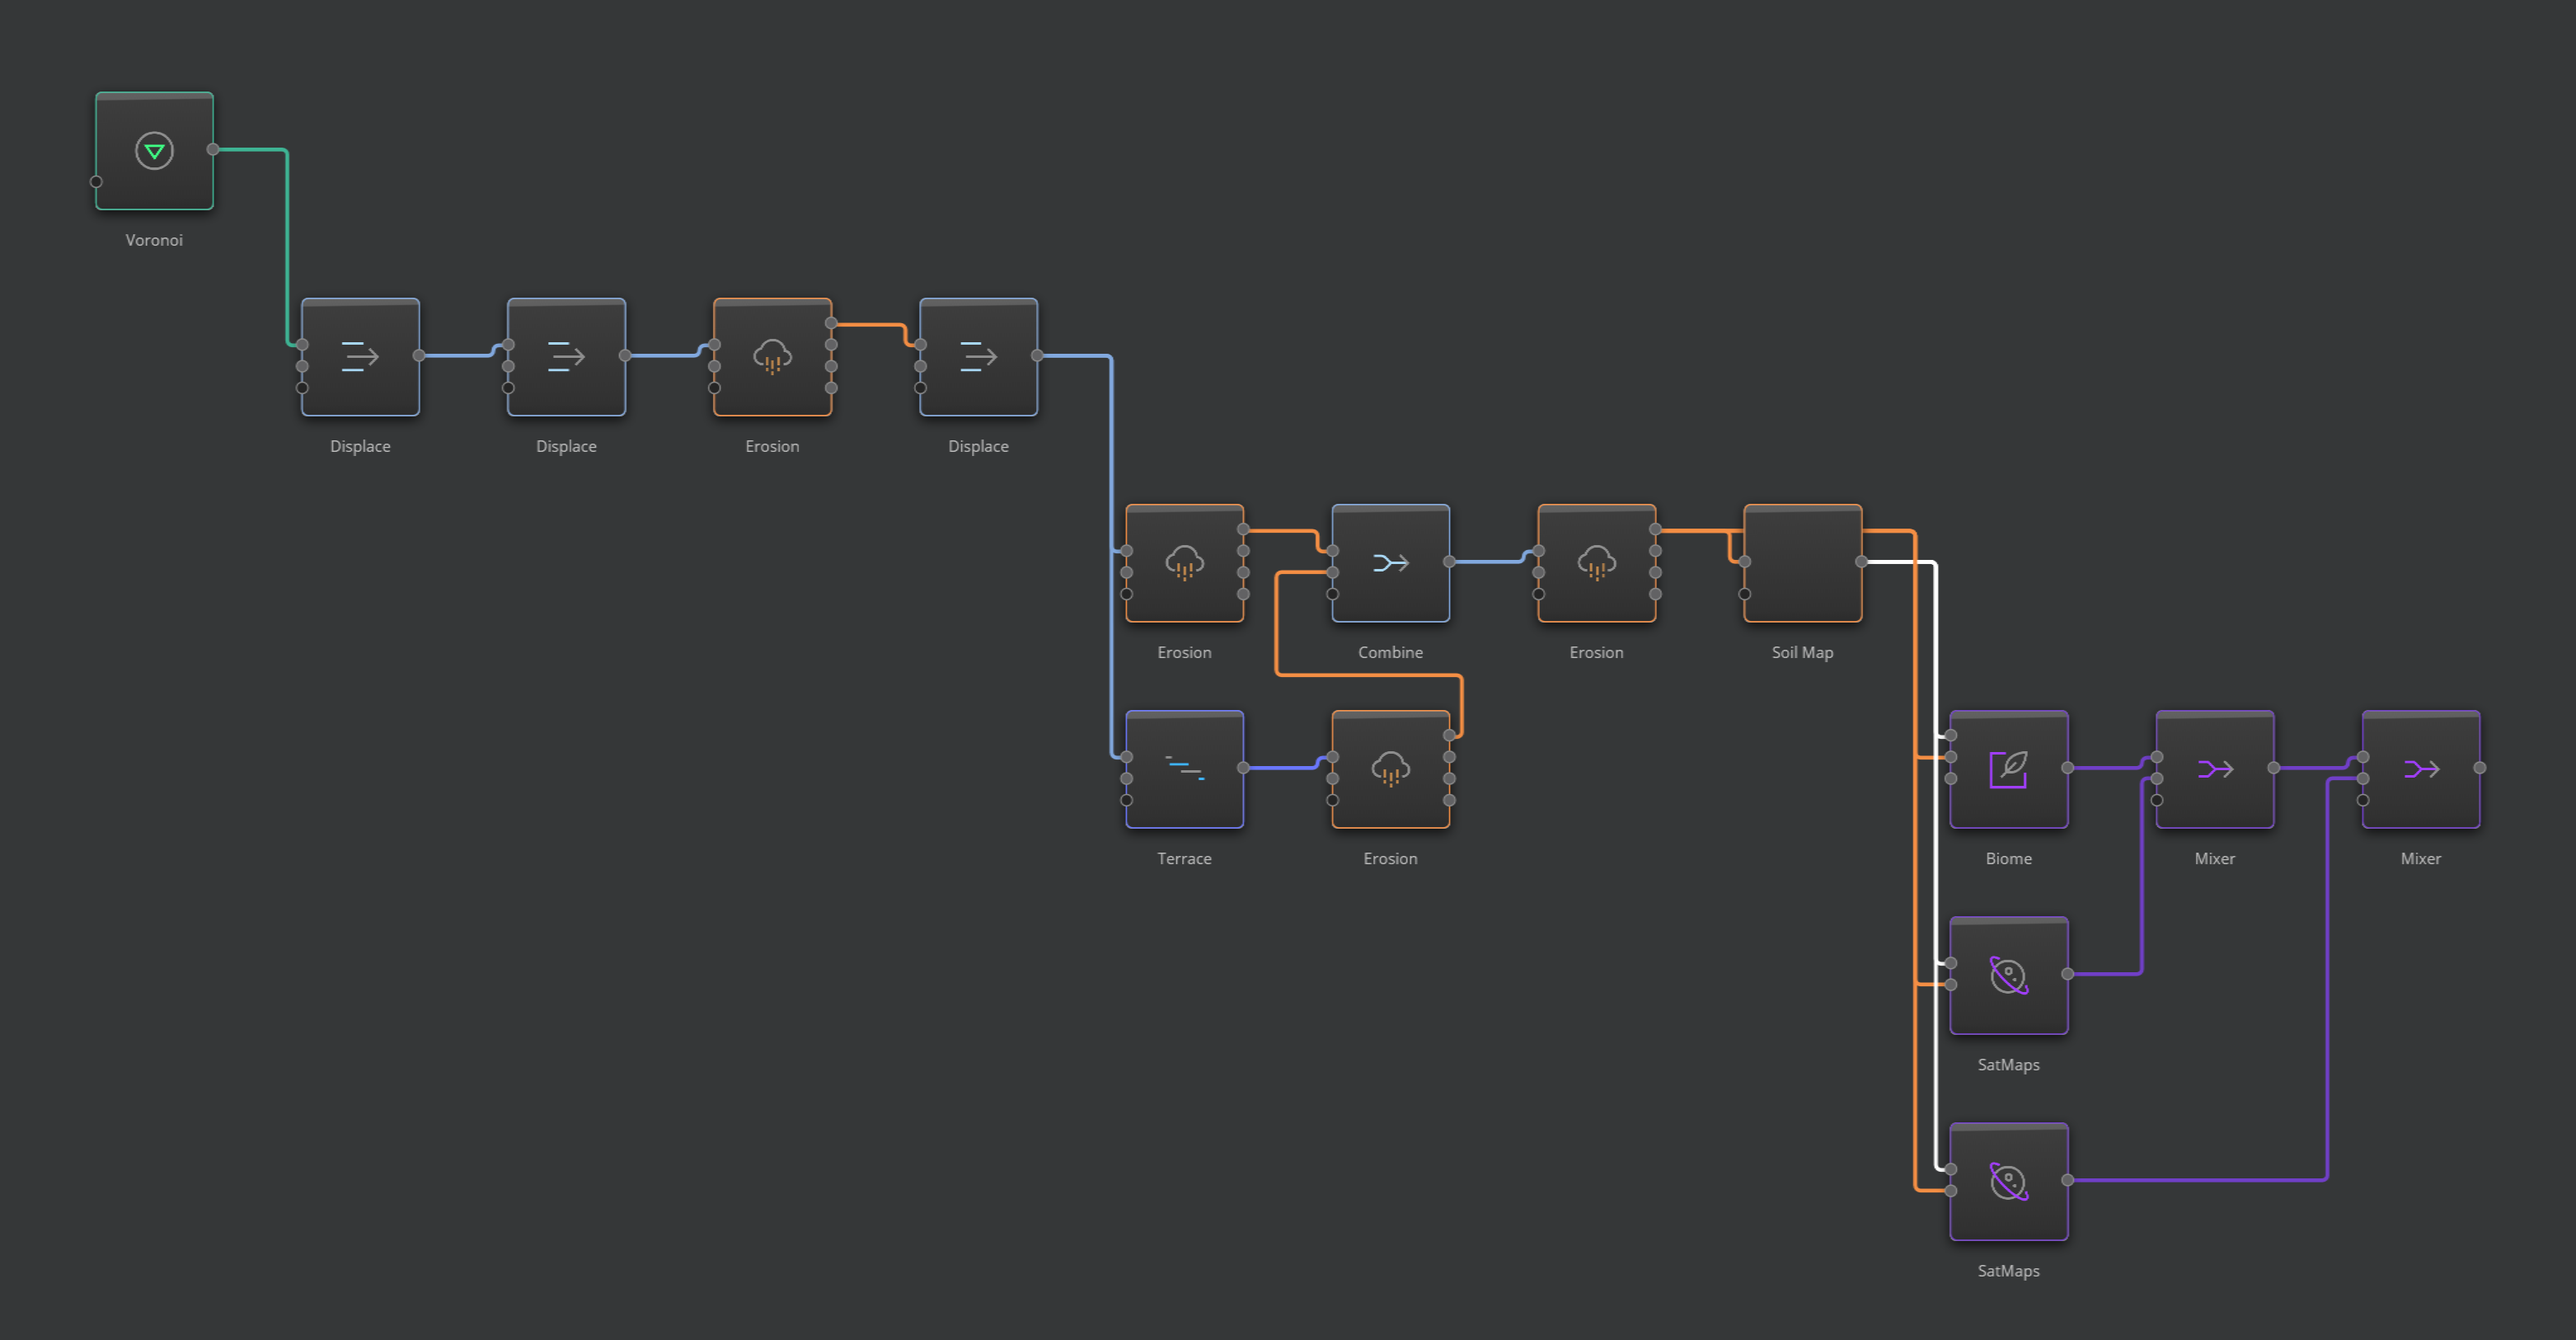 Voronoi
Displace
Displace
Erosion
Displace
Erosion
Combine
Erosion
Soil Map
Terrace
Erosion
Biome
Mixer
Mixer
SatMaps
SatMaps